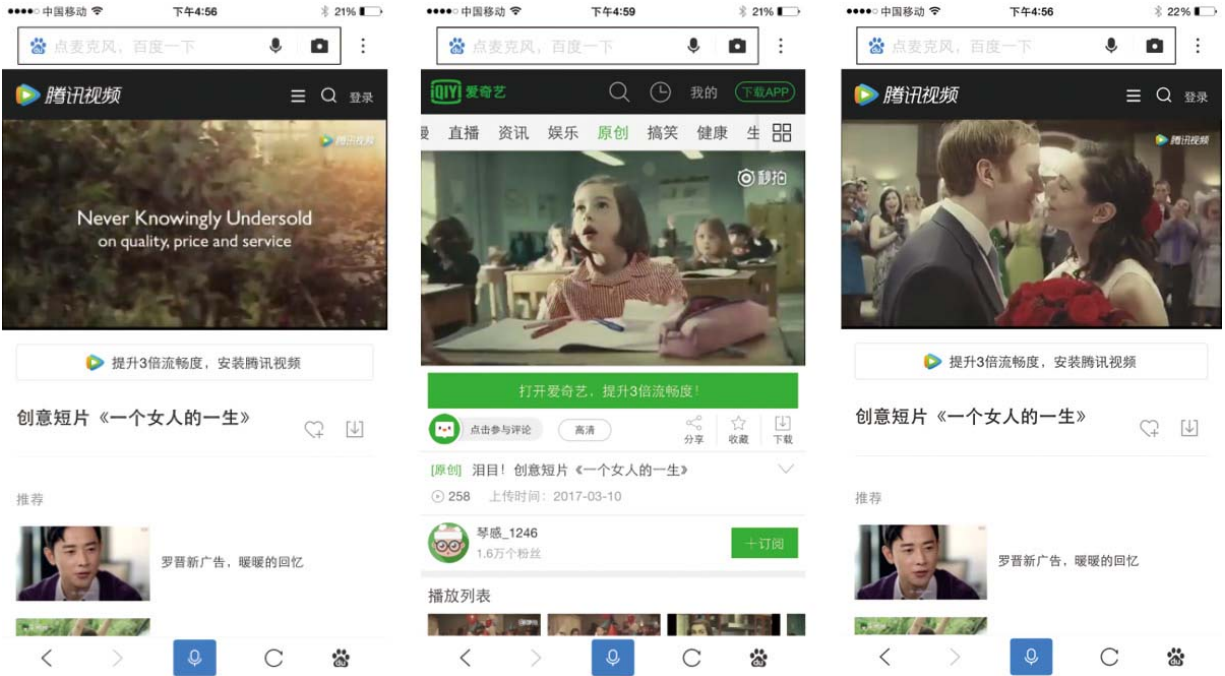 中国移动 下午4:56 21%
点麦克风，百度一下
腾讯视频 登录
腾讯视频
Never Knowingly Undersold
on quality, price and service
提升3倍流畅度，安装腾讯视频
创意短片《一个女人的一生》
推荐
罗晋新广告，暖暖的回忆
du
中国移动 下午4:59 21%
点麦克风，百度一下
iQIYI 爱奇艺 我的 下载APP
直播 资讯 娱乐 原创 搞笑 健康 生
秒拍
打开爱奇艺，提升3倍流畅度！
点击参与评论 高清 分享 收藏 下载
[原创] 泪目！创意短片《一个女人的一生》
258 上传时间：2017-03-10
琴感_1246
1.6万个粉丝
＋订阅
播放列表
du
中国移动 下午4:56 22%
点麦克风，百度一下
腾讯视频 登录
腾讯视频
提升3倍流畅度，安装腾讯视频
创意短片《一个女人的一生》
推荐
罗晋新广告，暖暖的回忆
du